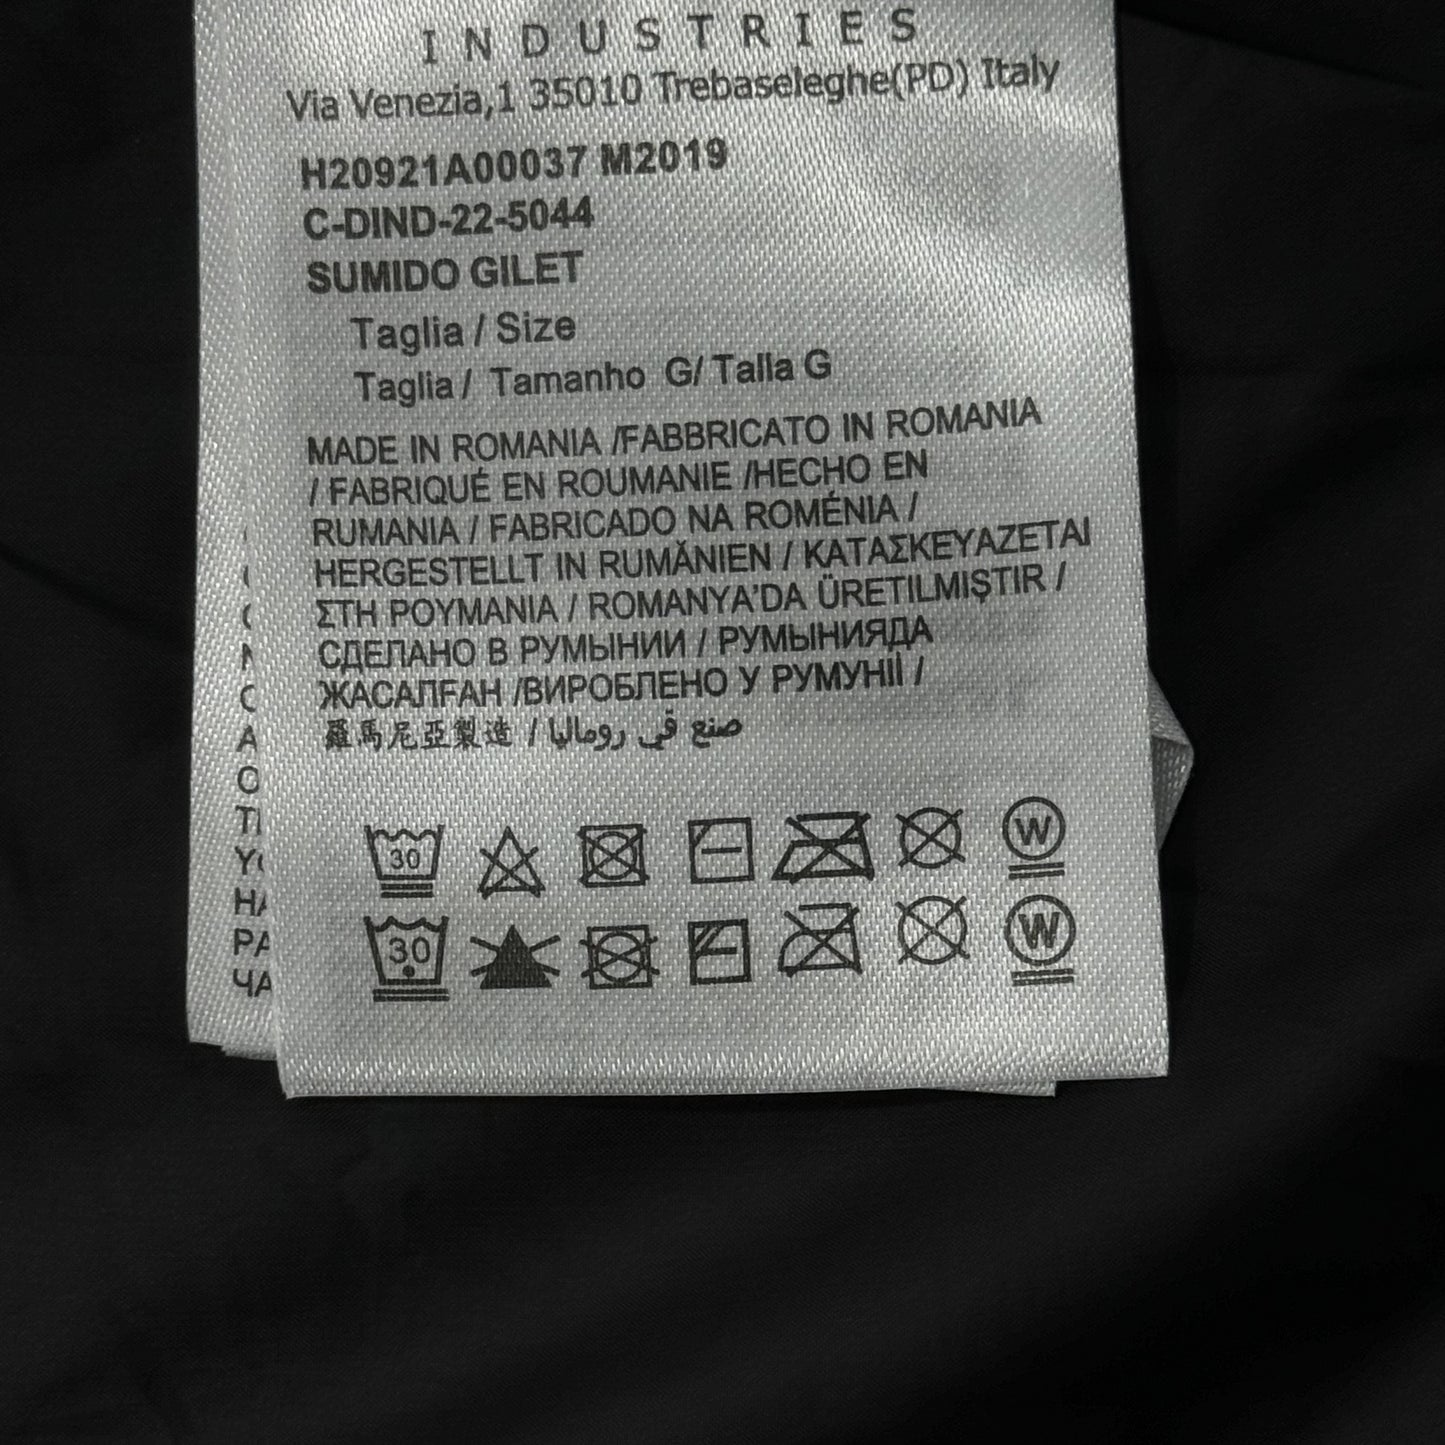 INDUSTRIES
Via Venezia,1 35010 Trebaseleghe(PD) Italy
H20921A00037 M2019
C-DIND-22-5044
SUMIDO GILET
Taglia / Size
Taglia / Tamanho G/ Talla G
MADE IN ROMANIA /FABBRICATO IN ROMANIA
/ FABRIQUÉ EN ROUMANIE /HECHO EN
RUMANIA / FABRICADO NA ROMÉNIA /
HERGESTELLT IN RUMĂNIEN / ΚΑΤΑΣΚΕΥΑΖΕΤΑΙ
ΣΤΗ ΡΟΥΜΑΝΙΑ / ROMANYA'DA ÜRETILMIŞTIR /
СДЕЛАНО В РУМЫНИИ / РУМЫНИЯДА
ЖАСАЛҒАН /ВИРОБЛЕНО У РУМУНІЇ /
羅馬尼亞製造 / صنع في روماليا
30 W
30 W